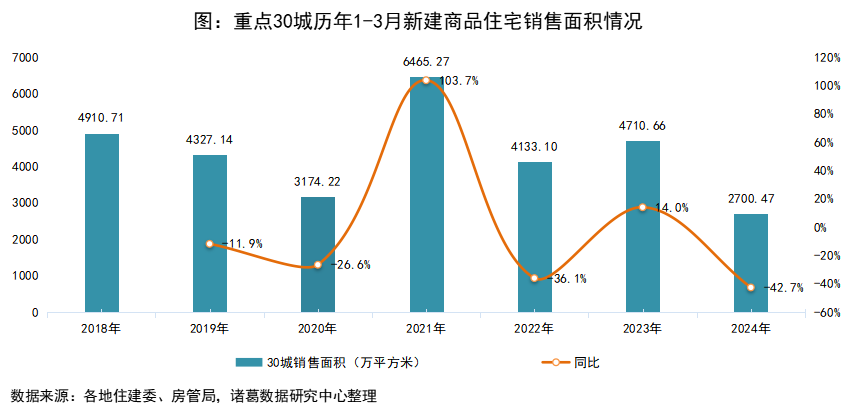 图：重点30城历年1-3月新建商品住宅销售面积情况
7000
6000
5000
4000
3000
2000
1000
0
4910.71
4327.14
3174.22
6465.27
4133.10
4710.66
2700.47
-11.9%
-26.6%
103.7%
-36.1%
14.0%
-42.7%
120%
100%
80%
60%
40%
20%
0%
-20%
-40%
-60%
2018年
2019年
2020年
2021年
2022年
2023年
2024年
30城销售面积（万平方米）
同比
数据来源：各地住建委、房管局，诸葛数据研究中心整理